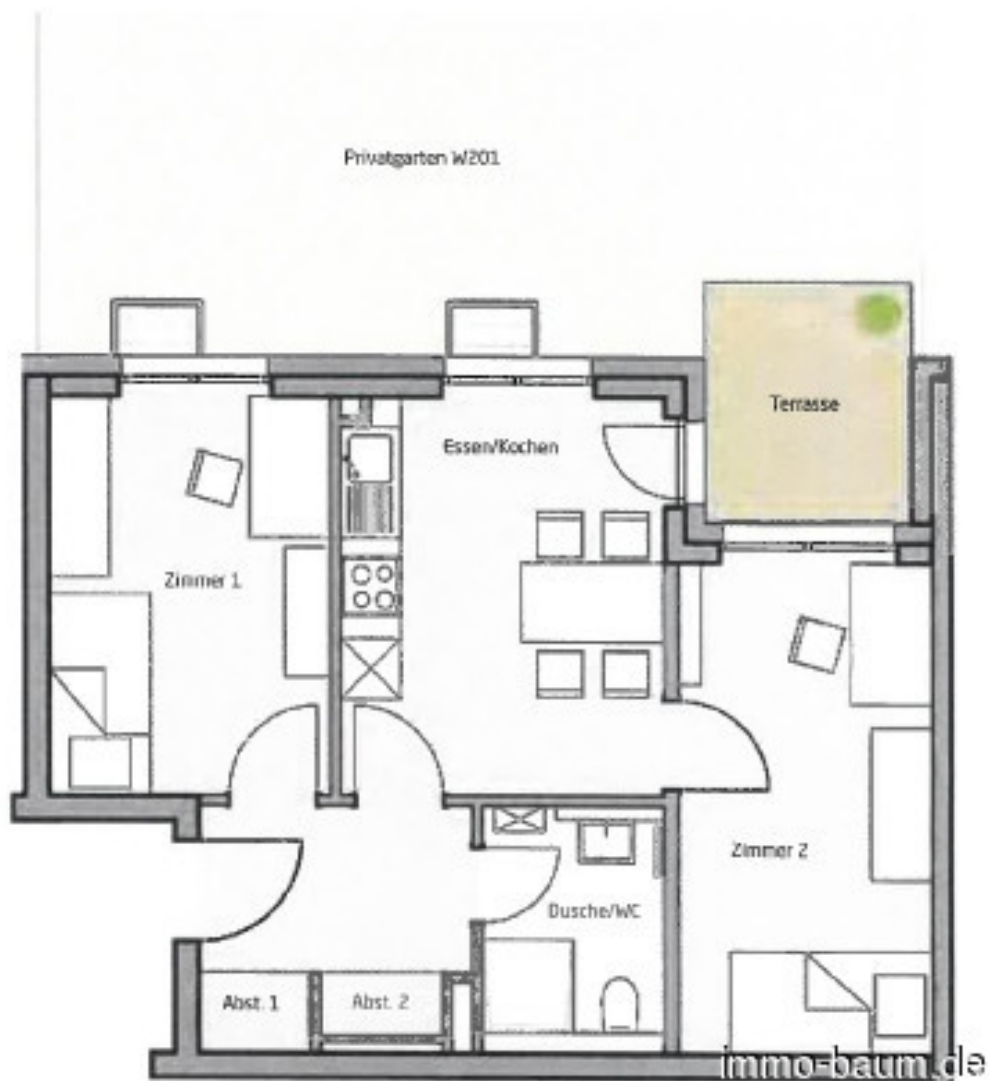 Privatgarten W201
Terrasse
Essen/Kochen
Zimmer 1
Zimmer 2
Dusche/WC
Abst. 1
Abst. 2
immo-baum.de